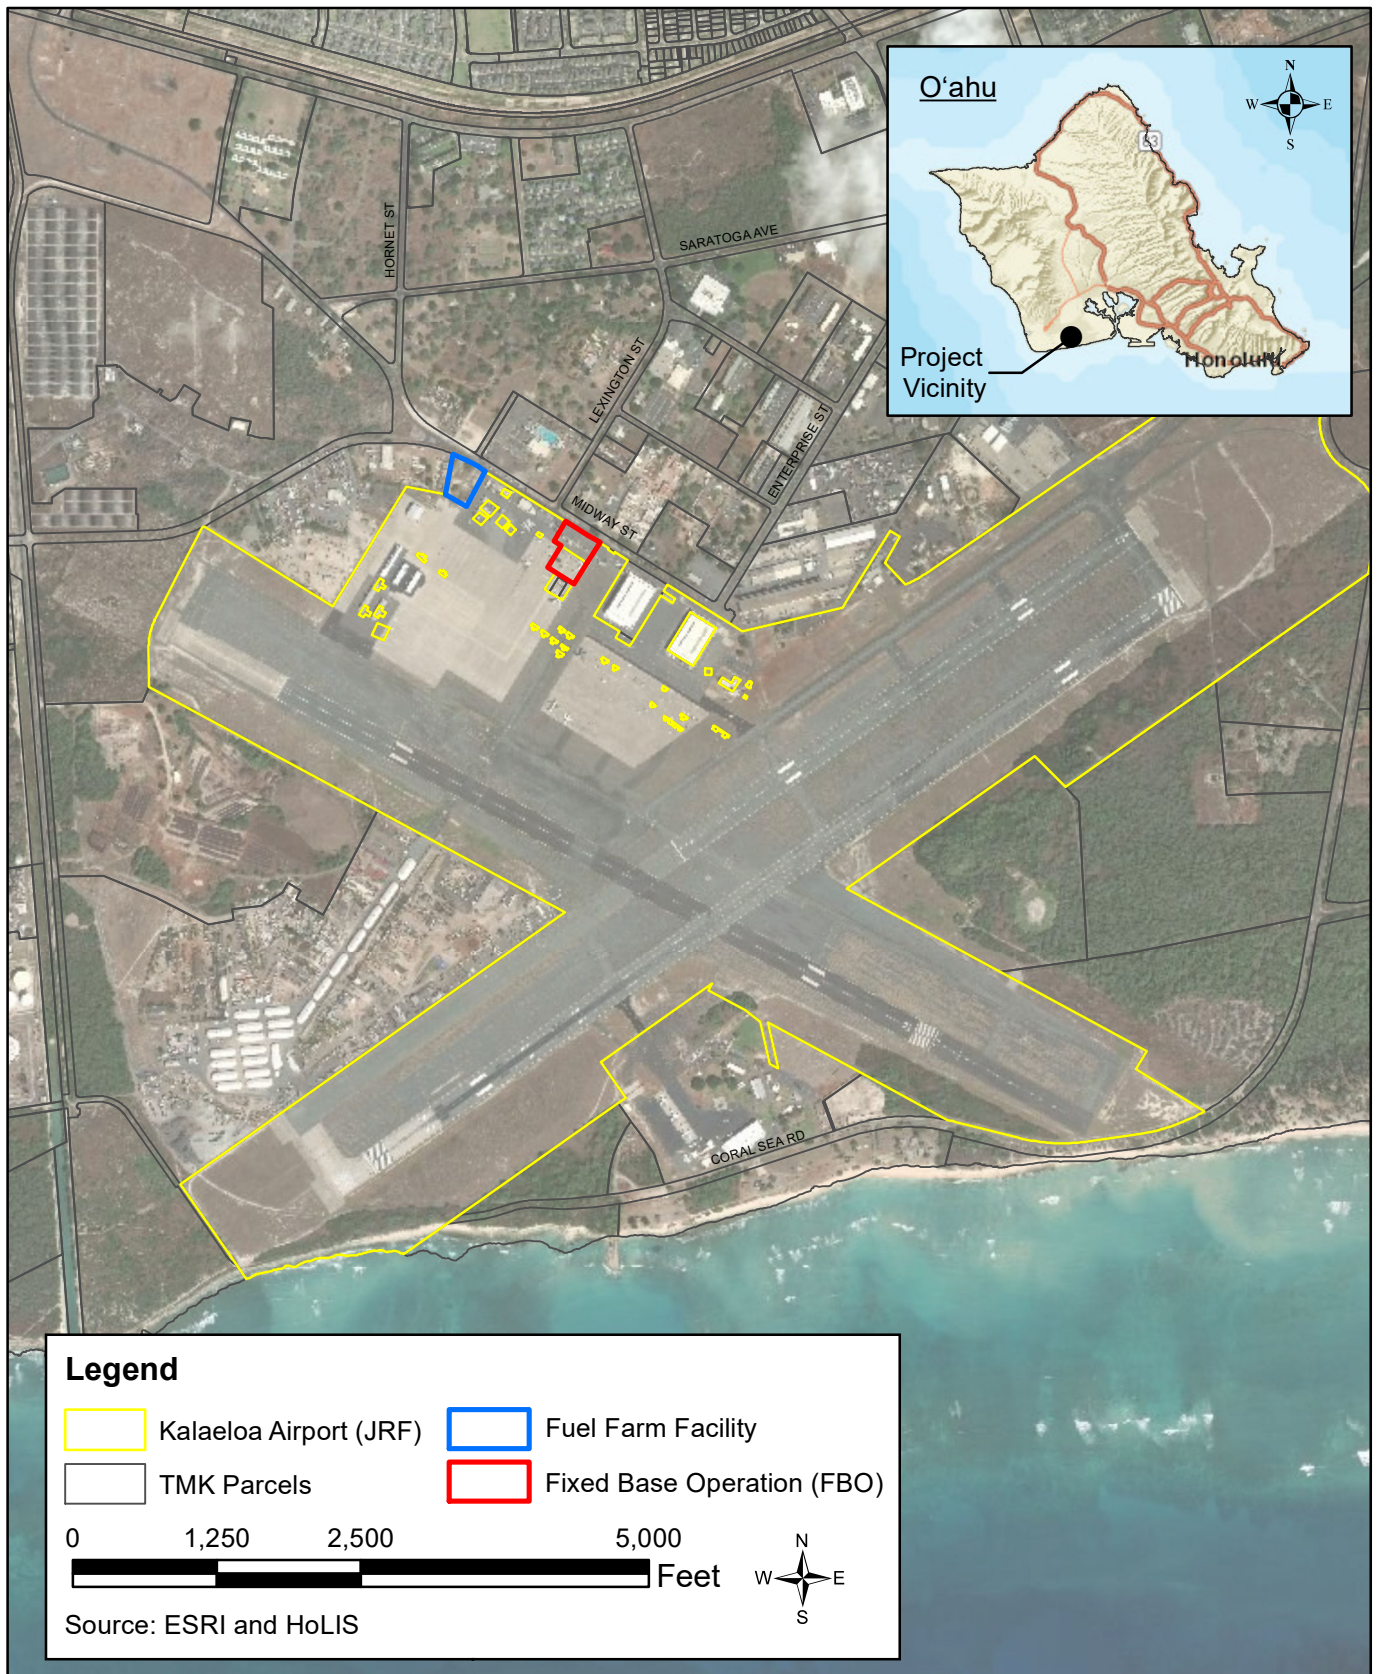 O‘ahu
N
W
E
S
63
Project
Vicinity
Honolulu
HORNET ST
SARATOGA AVE
LEXINGTON ST
ENTERPRISE ST
MIDWAY ST
CORAL SEA RD
Legend
Kalaeloa Airport (JRF)
Fuel Farm Facility
TMK Parcels
Fixed Base Operation (FBO)
0 1,250 2,500 5,000
Feet
N
W
E
S
Source: ESRI and HoLIS